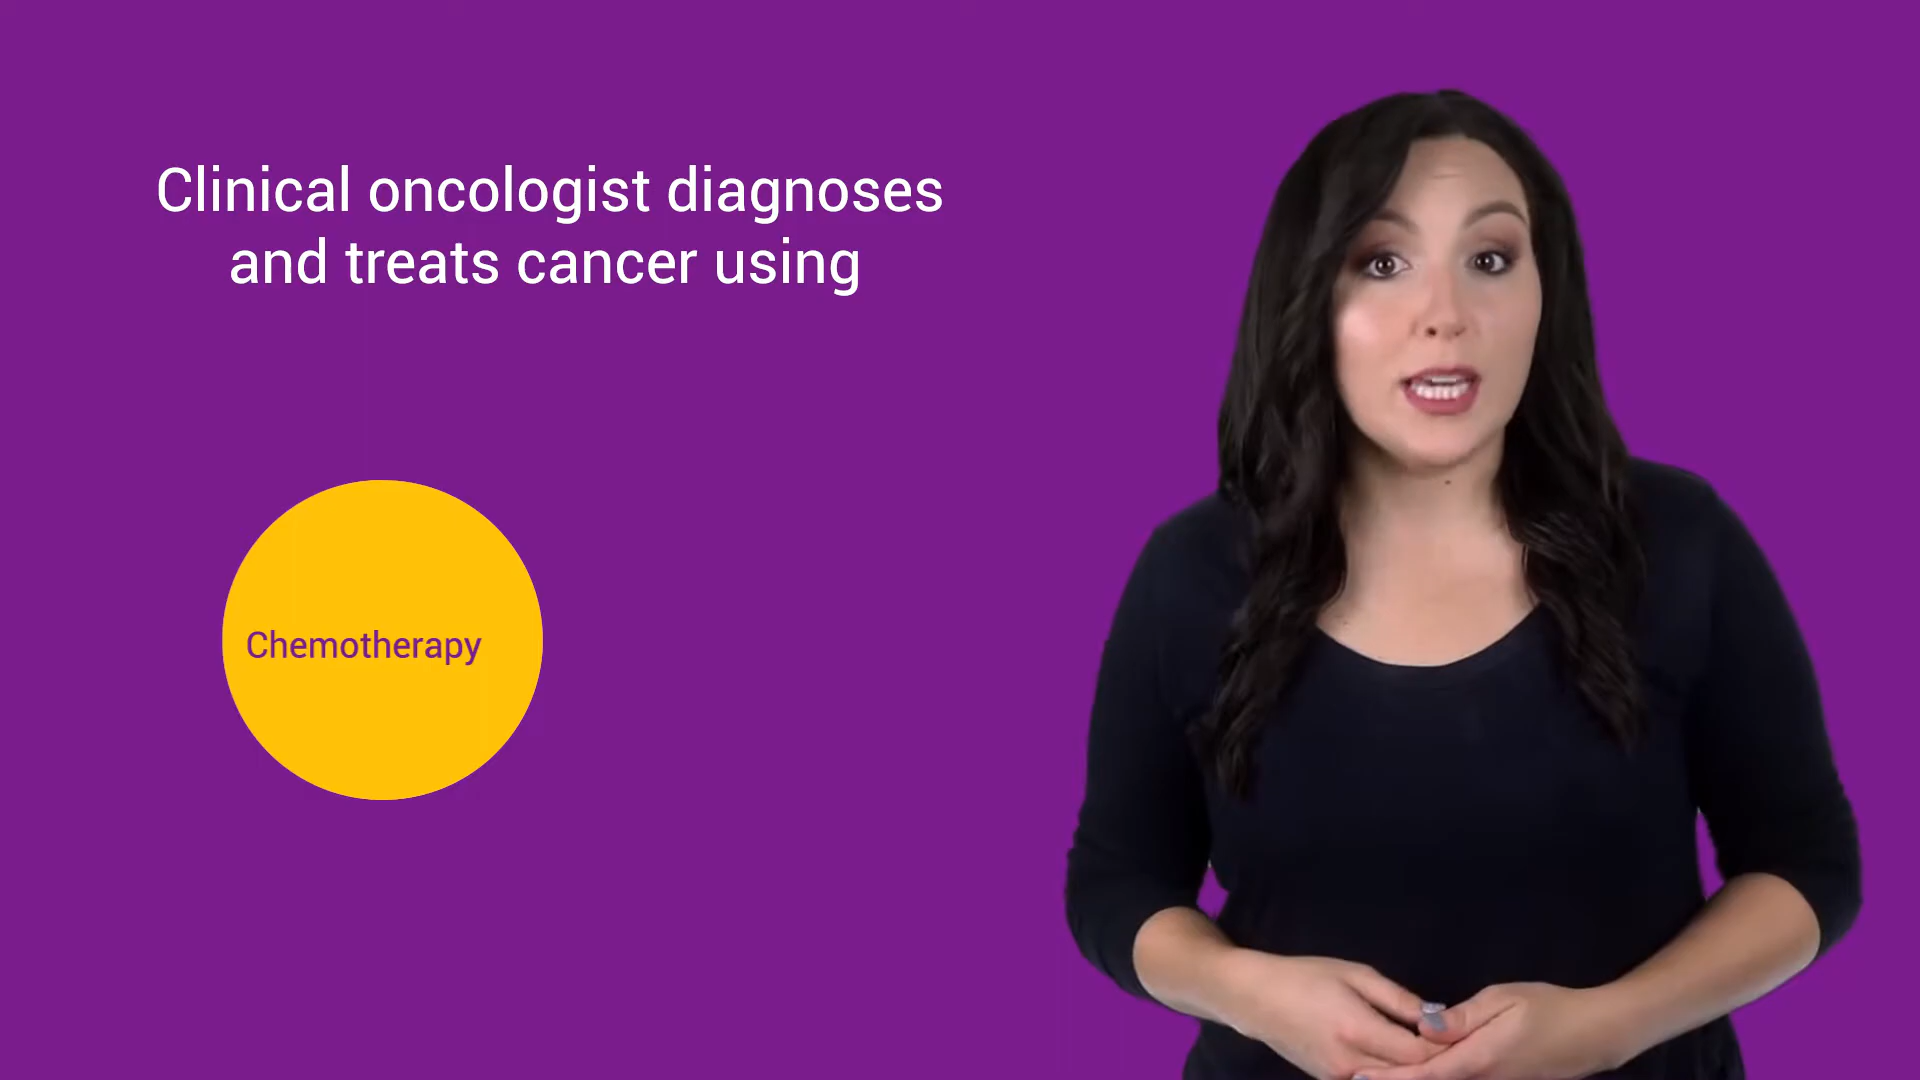 Clinical oncologist diagnoses
and treats cancer using
Chemotherapy